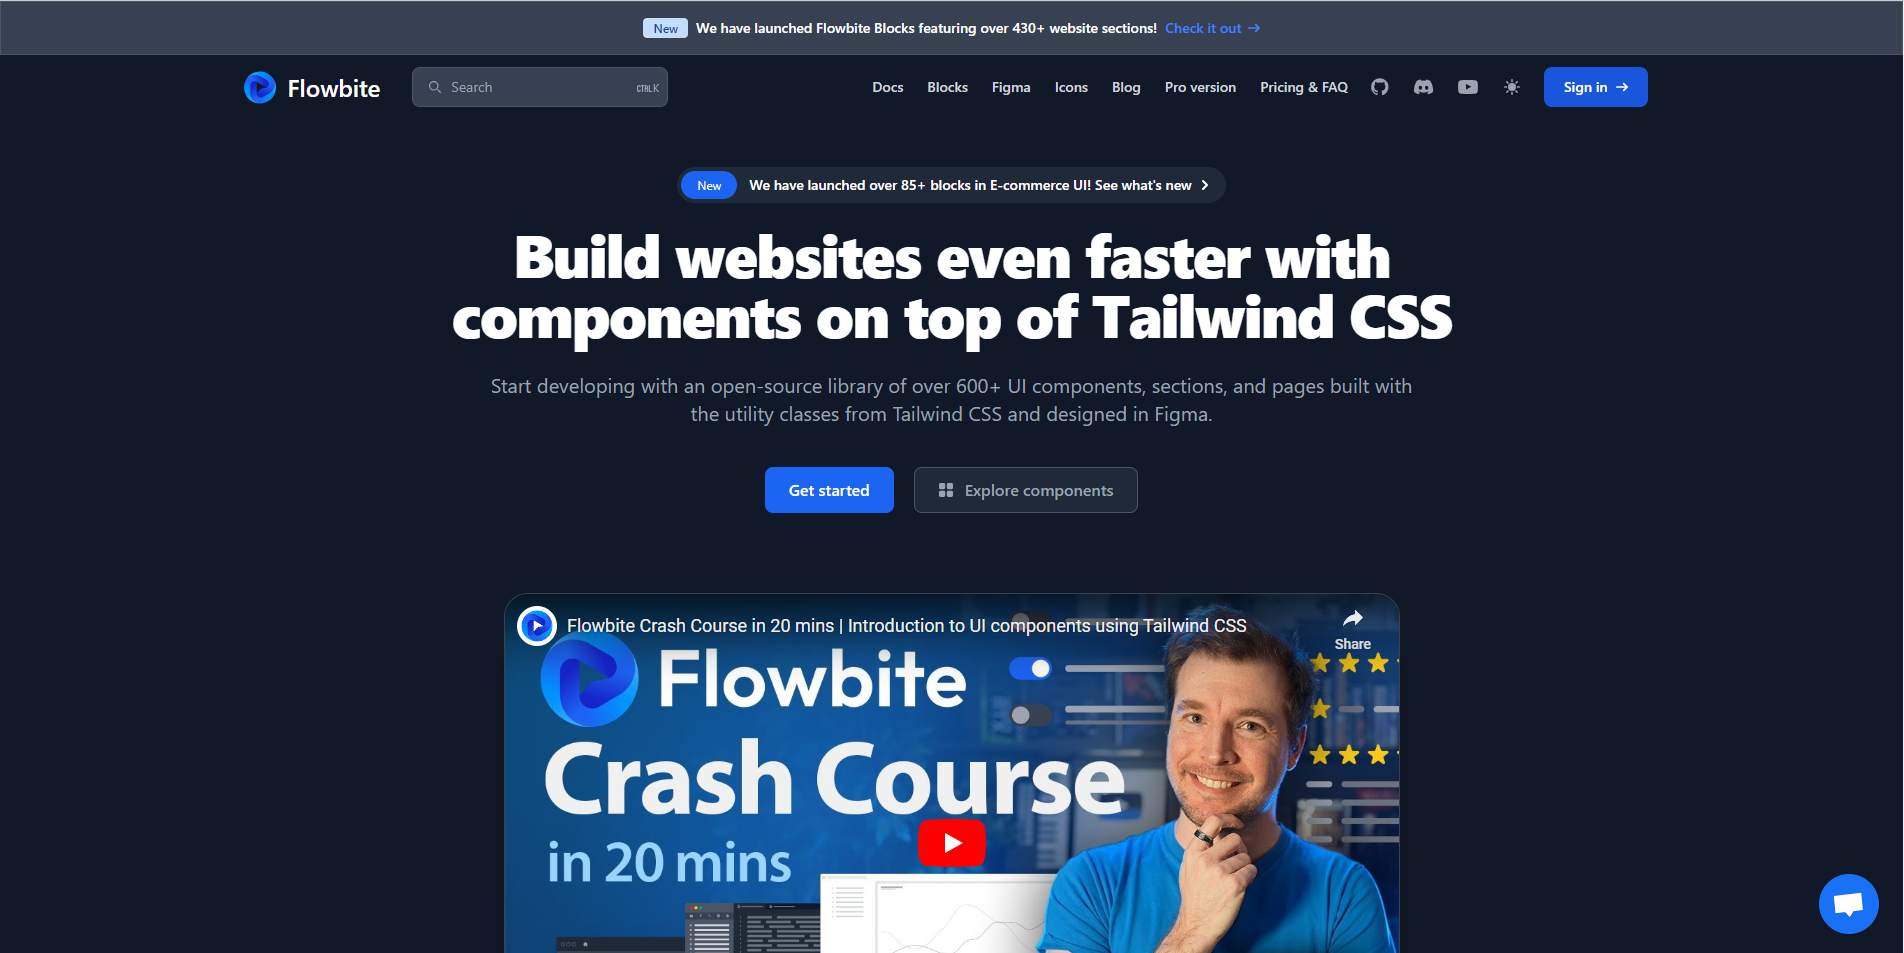 New We have launched Flowbite Blocks featuring over 430+ website sections! Check it out
Flowbite Search CTRL K Docs Blocks Figma Icons Blog Pro version Pricing & FAQ Sign in
New We have launched over 85+ blocks in E-commerce UI! See what's new
Build websites even faster with
components on top of Tailwind CSS
Start developing with an open-source library of over 600+ UI components, sections, and pages built with
the utility classes from Tailwind CSS and designed in Figma.
Get started Explore components
Flowbite Crash Course in 20 mins | Introduction to UI components using Tailwind CSS
Share
Flowbite
Crash Course
in 20 mins